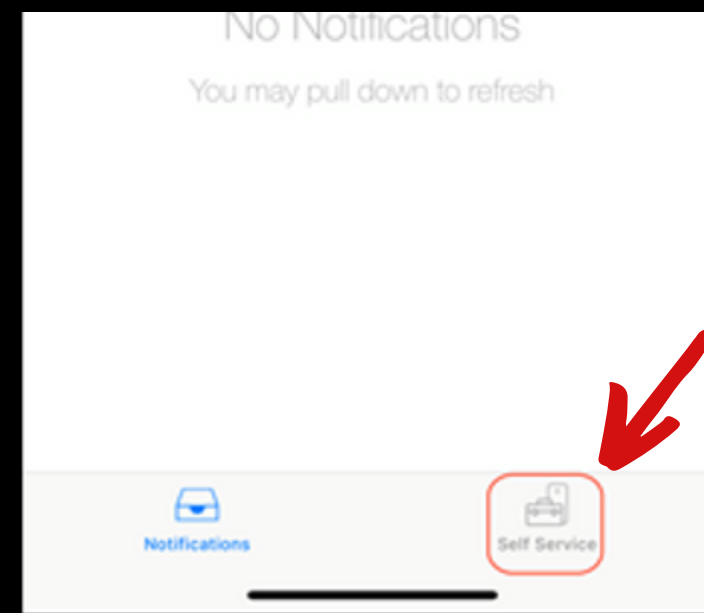 No Notifications
You may pull down to refresh
Notifications
Self Service